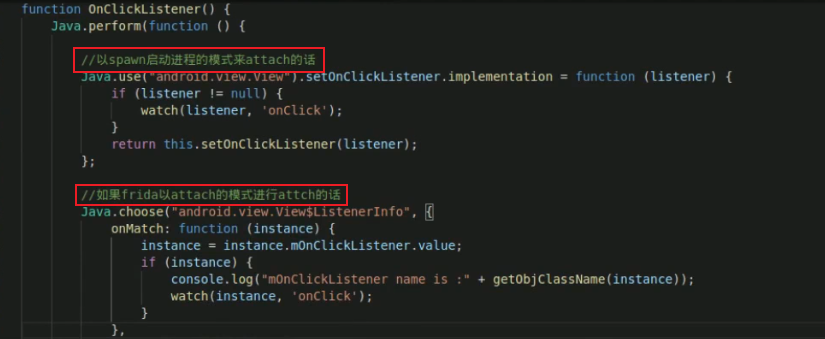 function OnClickListener() {
Java.perform(function () {
//以spawn启动进程的模式来attach的话
Java.use("android.view.View").setOnClickListener.implementation = function (listener) {
if (listener != null) {
watch(listener, 'onClick');
}
return this.setOnClickListener(listener);
};
//如果frida以attach的模式进行attch的话
Java.choose("android.view.View$ListenerInfo", {
onMatch: function (instance) {
instance = instance.mOnClickListener.value;
if (instance) {
console.log("mOnClickListener name is :" + getObjClassName(instance));
watch(instance, 'onClick');
}
},